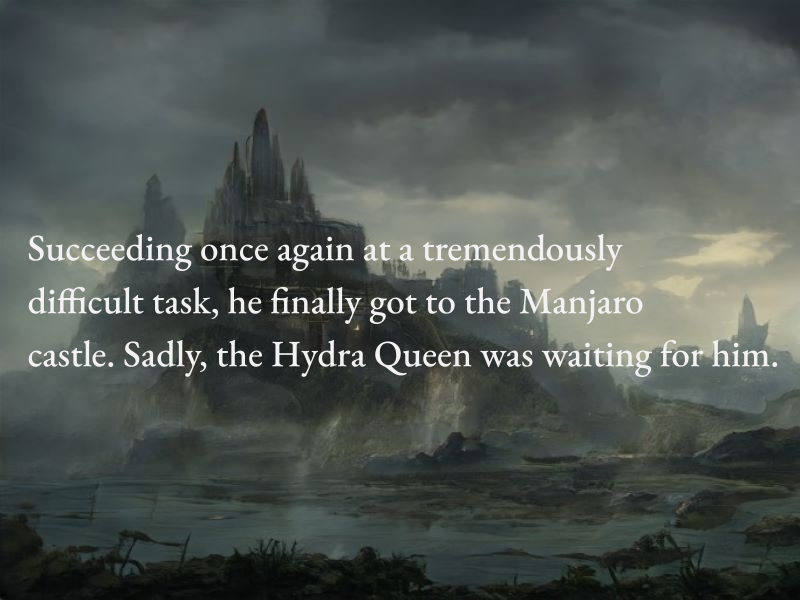 Succeeding once again at a tremendously
difficult task, he finally got to the Manjaro
castle. Sadly, the Hydra Queen was waiting for him.